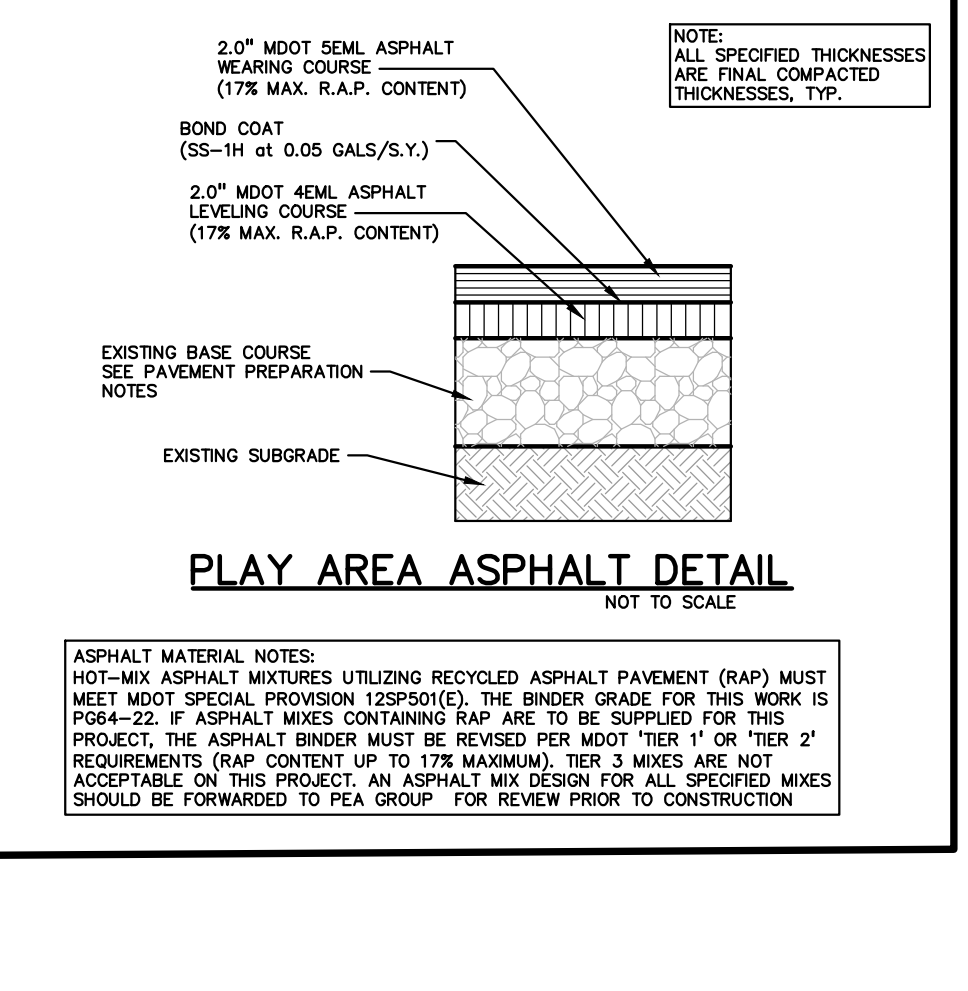 2.0" MDOT 5EML ASPHALT
WEARING COURSE
(17% MAX. R.A.P. CONTENT)
NOTE:
ALL SPECIFIED THICKNESSES
ARE FINAL COMPACTED
THICKNESSES, TYP.
BOND COAT
(SS-1H at 0.05 GALS/S.Y.)
2.0" MDOT 4EML ASPHALT
LEVELING COURSE
(17% MAX. R.A.P. CONTENT)
EXISTING BASE COURSE
SEE PAVEMENT PREPARATION
NOTES
EXISTING SUBGRADE
PLAY AREA ASPHALT DETAIL
NOT TO SCALE
ASPHALT MATERIAL NOTES:
HOT-MIX ASPHALT MIXTURES UTILIZING RECYCLED ASPHALT PAVEMENT (RAP) MUST
MEET MDOT SPECIAL PROVISION 12SP501(E). THE BINDER GRADE FOR THIS WORK IS
PG64-22. IF ASPHALT MIXES CONTAINING RAP ARE TO BE SUPPLIED FOR THIS
PROJECT, THE ASPHALT BINDER MUST BE REVISED PER MDOT 'TIER 1' OR 'TIER 2'
REQUIREMENTS (RAP CONTENT UP TO 17% MAXIMUM). TIER 3 MIXES ARE NOT
ACCEPTABLE ON THIS PROJECT. AN ASPHALT MIX DESIGN FOR ALL SPECIFIED MIXES
SHOULD BE FORWARDED TO PEA GROUP FOR REVIEW PRIOR TO CONSTRUCTION